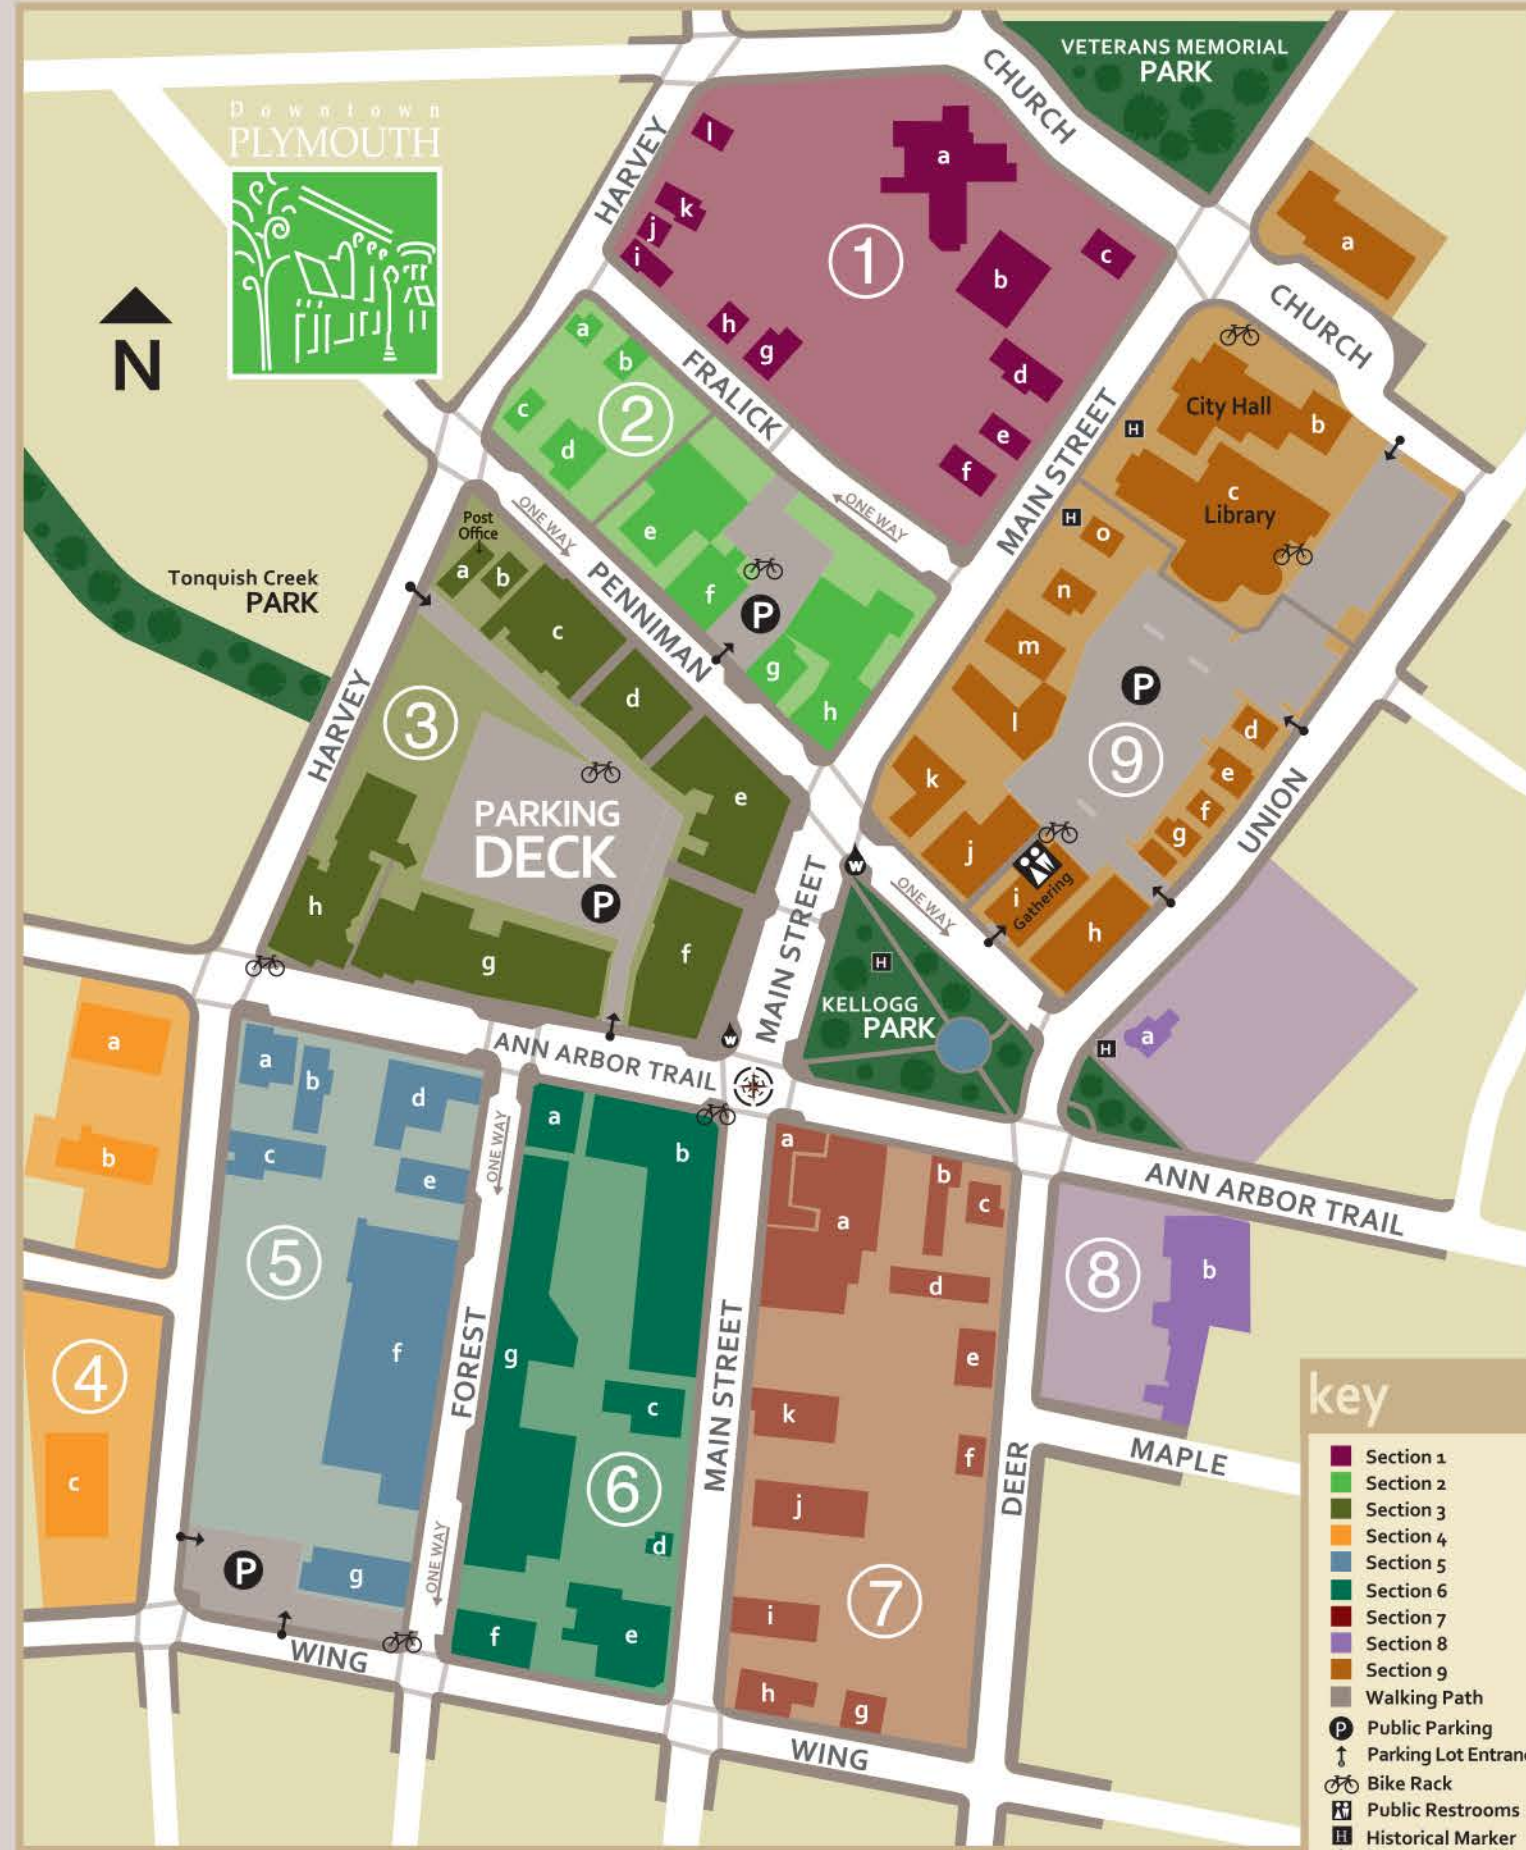 Downtown
PLYMOUTH
N
VETERANS MEMORIAL
PARK
CHURCH
HARVEY
l
a
k
j
i
1
b
c
h
g
d
e
f
a
CHURCH
FRALICK
ONE WAY
MAIN STREET
a
b
2
c
d
e
f
P
g
h
ONE WAY
PENNIMAN
City Hall
b
H
c
Library
H
o
n
m
l
P
9
k
j
i
Gathering
h
d
e
f
g
UNION
Tonquish Creek
PARK
HARVEY
Post
Office
a
b
c
d
3
e
PARKING
DECK
P
h
g
f
W
ONE WAY
MAIN STREET
H
KELLOGG
PARK
W
ANN ARBOR TRAIL
H
a
ANN ARBOR TRAIL
a
b
4
c
a
b
d
c
e
5
f
P
g
ONE WAY
FOREST
ONE WAY
WING
a
b
g
c
6
d
f
e
MAIN STREET
a
a
b
c
d
e
k
f
j
i
7
h
g
WING
DEER
8
b
MAPLE
key
Section 1
Section 2
Section 3
Section 4
Section 5
Section 6
Section 7
Section 8
Section 9
Walking Path
P Public Parking
Parking Lot
Bike Rack
Public Restrooms
H Historical Marker